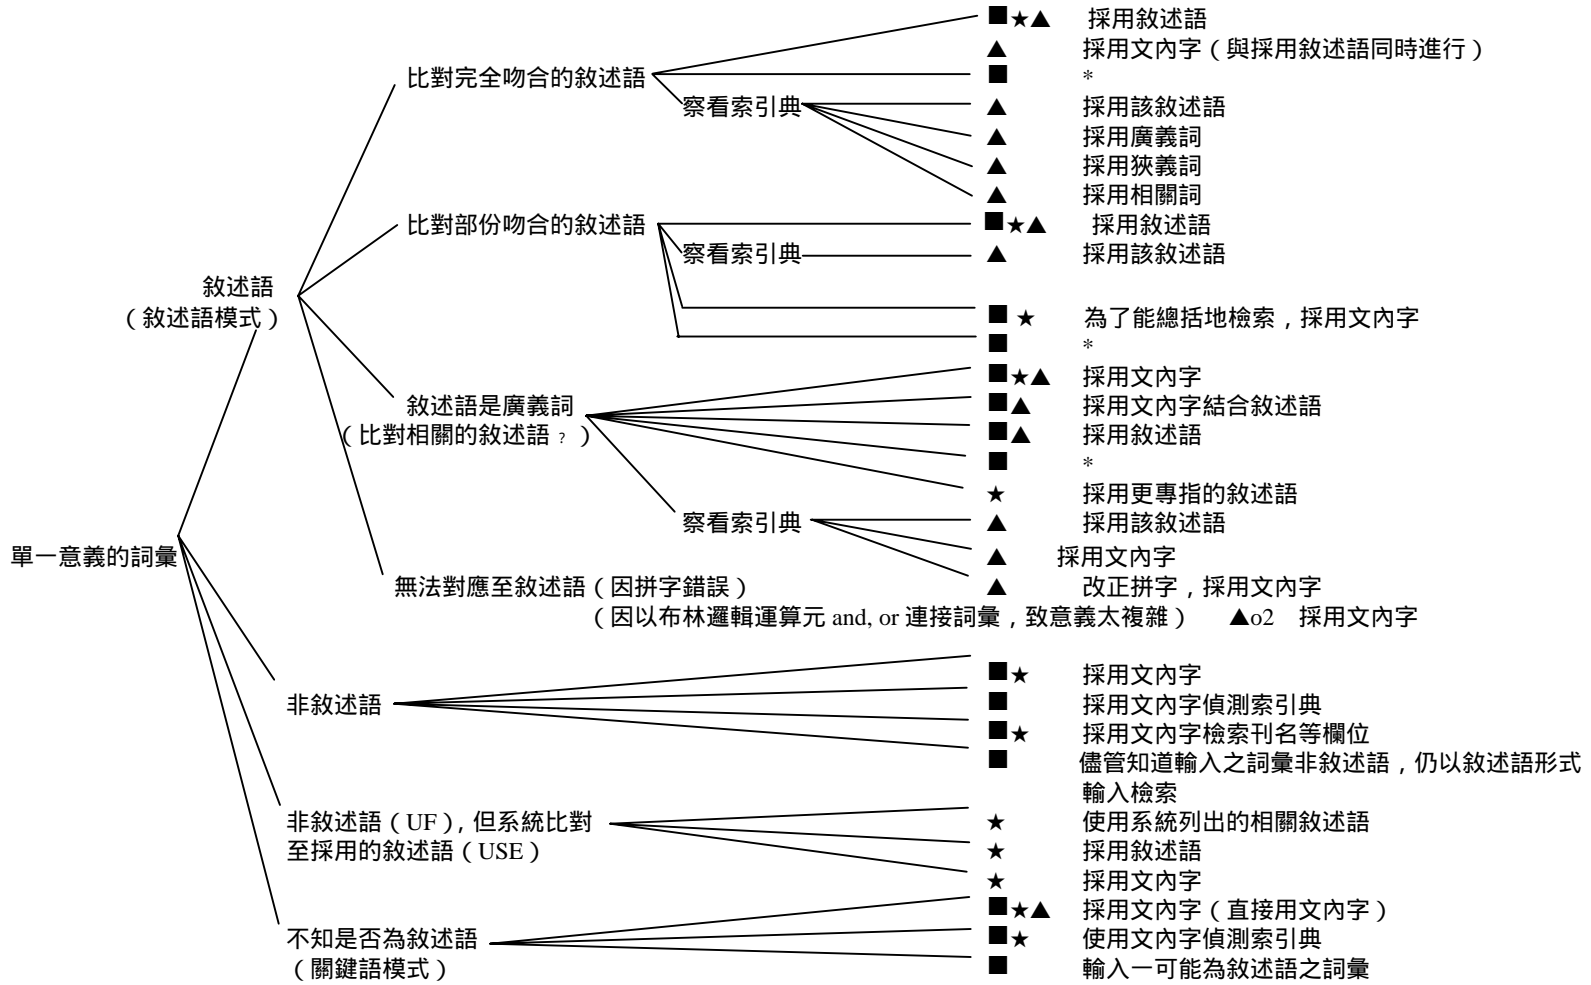 ■★▲ 採用敘述語
▲ 採用文內字（與採用敘述語同時進行）
比對完全吻合的敘述語
■ *
察看索引典
▲ 採用該敘述語
▲ 採用廣義詞
▲ 採用狹義詞
▲ 採用相關詞
比對部份吻合的敘述語
■★▲ 採用敘述語
察看索引典
▲ 採用該敘述語
敘述語
（敘述語模式）
■★ 為了能總括地檢索，採用文內字
■ *
■★▲ 採用文內字
敘述語是廣義詞
（比對相關的敘述語？）
■▲ 採用文內字結合敘述語
■▲ 採用敘述語
■ *
★ 採用更專指的敘述語
察看索引典
▲ 採用該敘述語
單一意義的詞彙
▲ 採用文內字
無法對應至敘述語（因拼字錯誤）
▲ 改正拼字，採用文內字
（因以布林邏輯運算元 and, or 連接詞彙，致意義太複雜） ▲o2 採用文內字
■★ 採用文內字
非敘述語
■ 採用文內字偵測索引典
■★ 採用文內字檢索刊名等欄位
■ 儘管知道輸入之詞彙非敘述語，仍以敘述語形式
輸入檢索
非敘述語（UF），但系統比對
至採用的敘述語（USE）
★ 使用系統列出的相關敘述語
★ 採用敘述語
★ 採用文內字
■★▲ 採用文內字（直接用文內字）
不知是否為敘述語
（關鍵語模式）
■★ 使用文內字偵測索引典
■ 輸入一可能為敘述語之詞彙